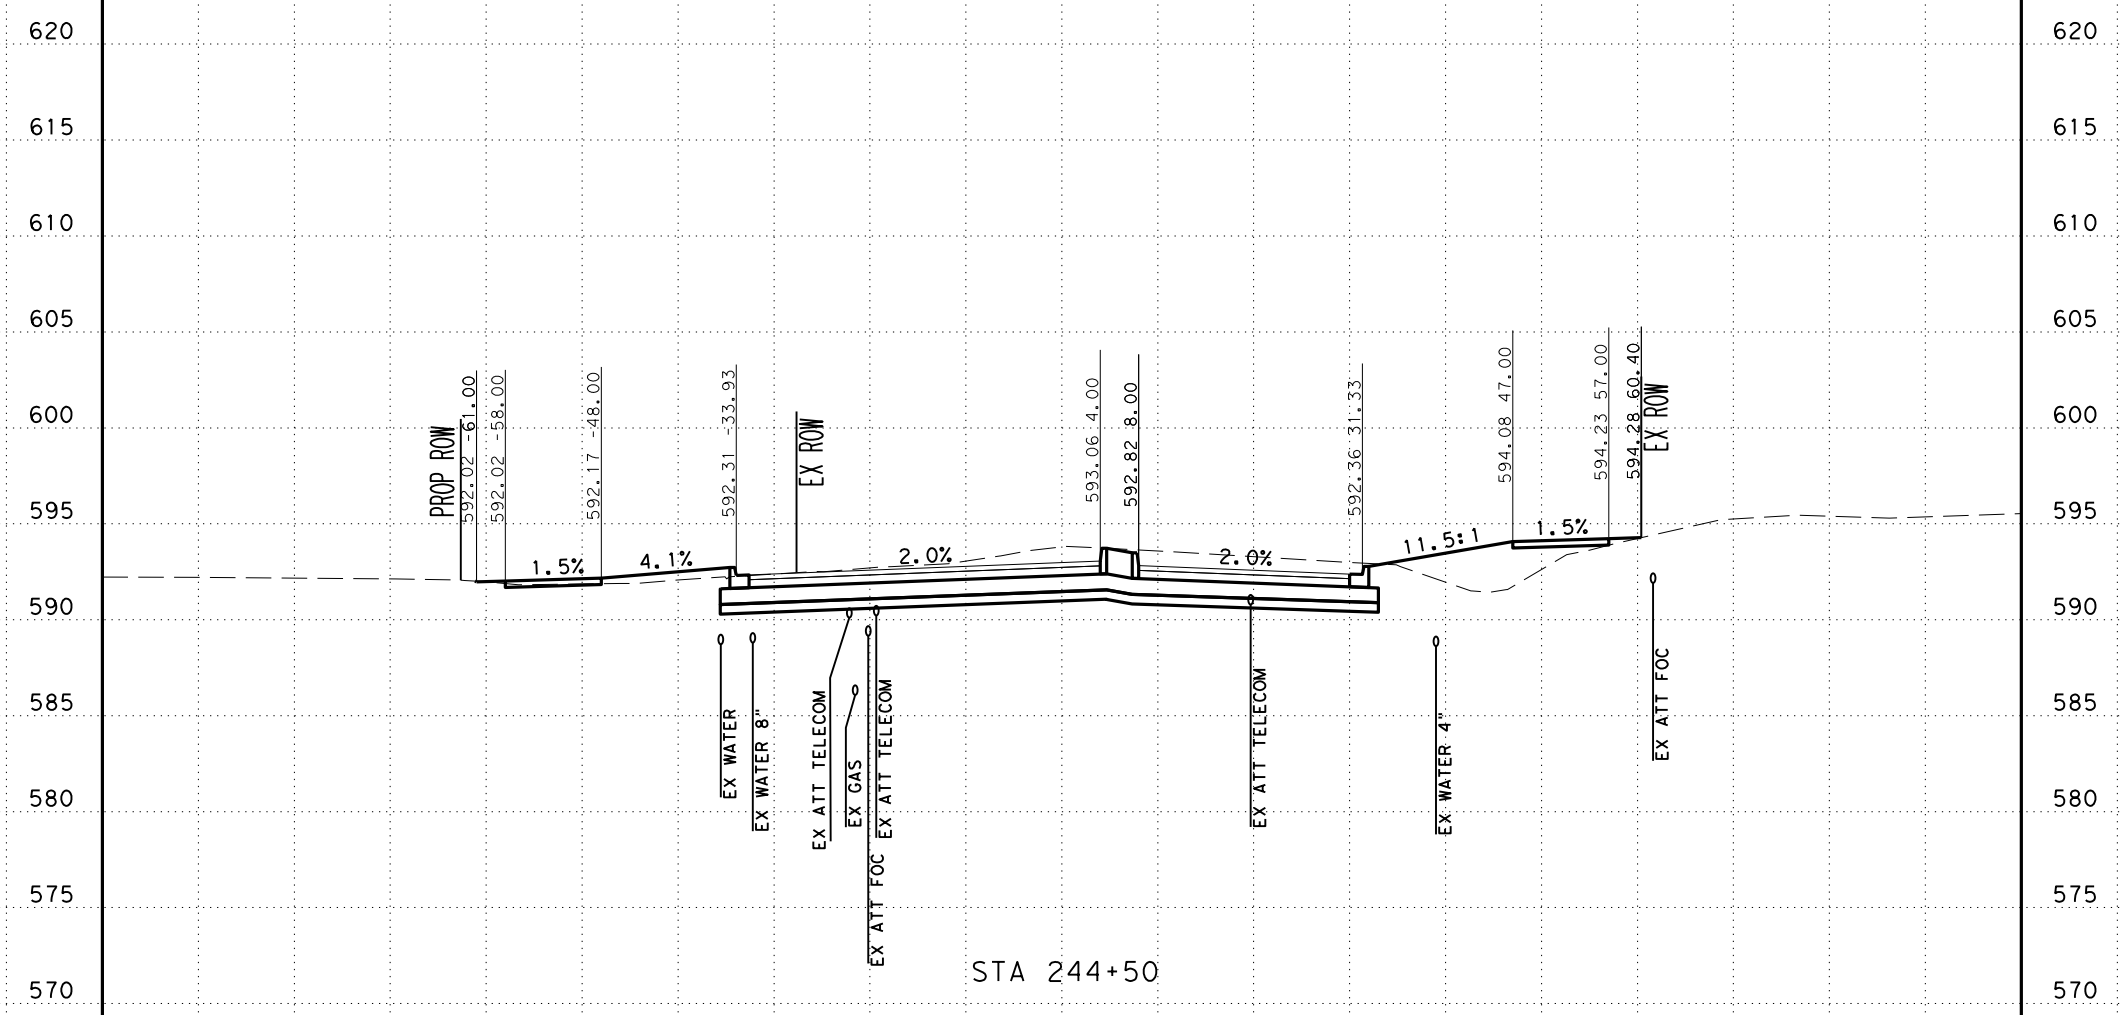 620 620
615 615
610 610
605 605
600 600
595 595
590 590
585 585
580 580
575 575
570 570
PROP ROW
592.02 -61.00
592.02 -58.00
592.17 -48.00
592.31 -33.93
EX ROW
593.06 4.00
592.82 8.00
592.36 31.33
594.08 47.00
594.23 57.00
594.28 60.40
EX ROW
1.5%
4.1%
2.0%
2.0%
11.5:1
1.5%
EX WATER
EX WATER 8"
EX ATT TELECOM
EX GAS
EX ATT FOC
EX ATT TELECOM
EX ATT TELECOM
EX WATER 4"
EX ATT FOC
STA 244+50